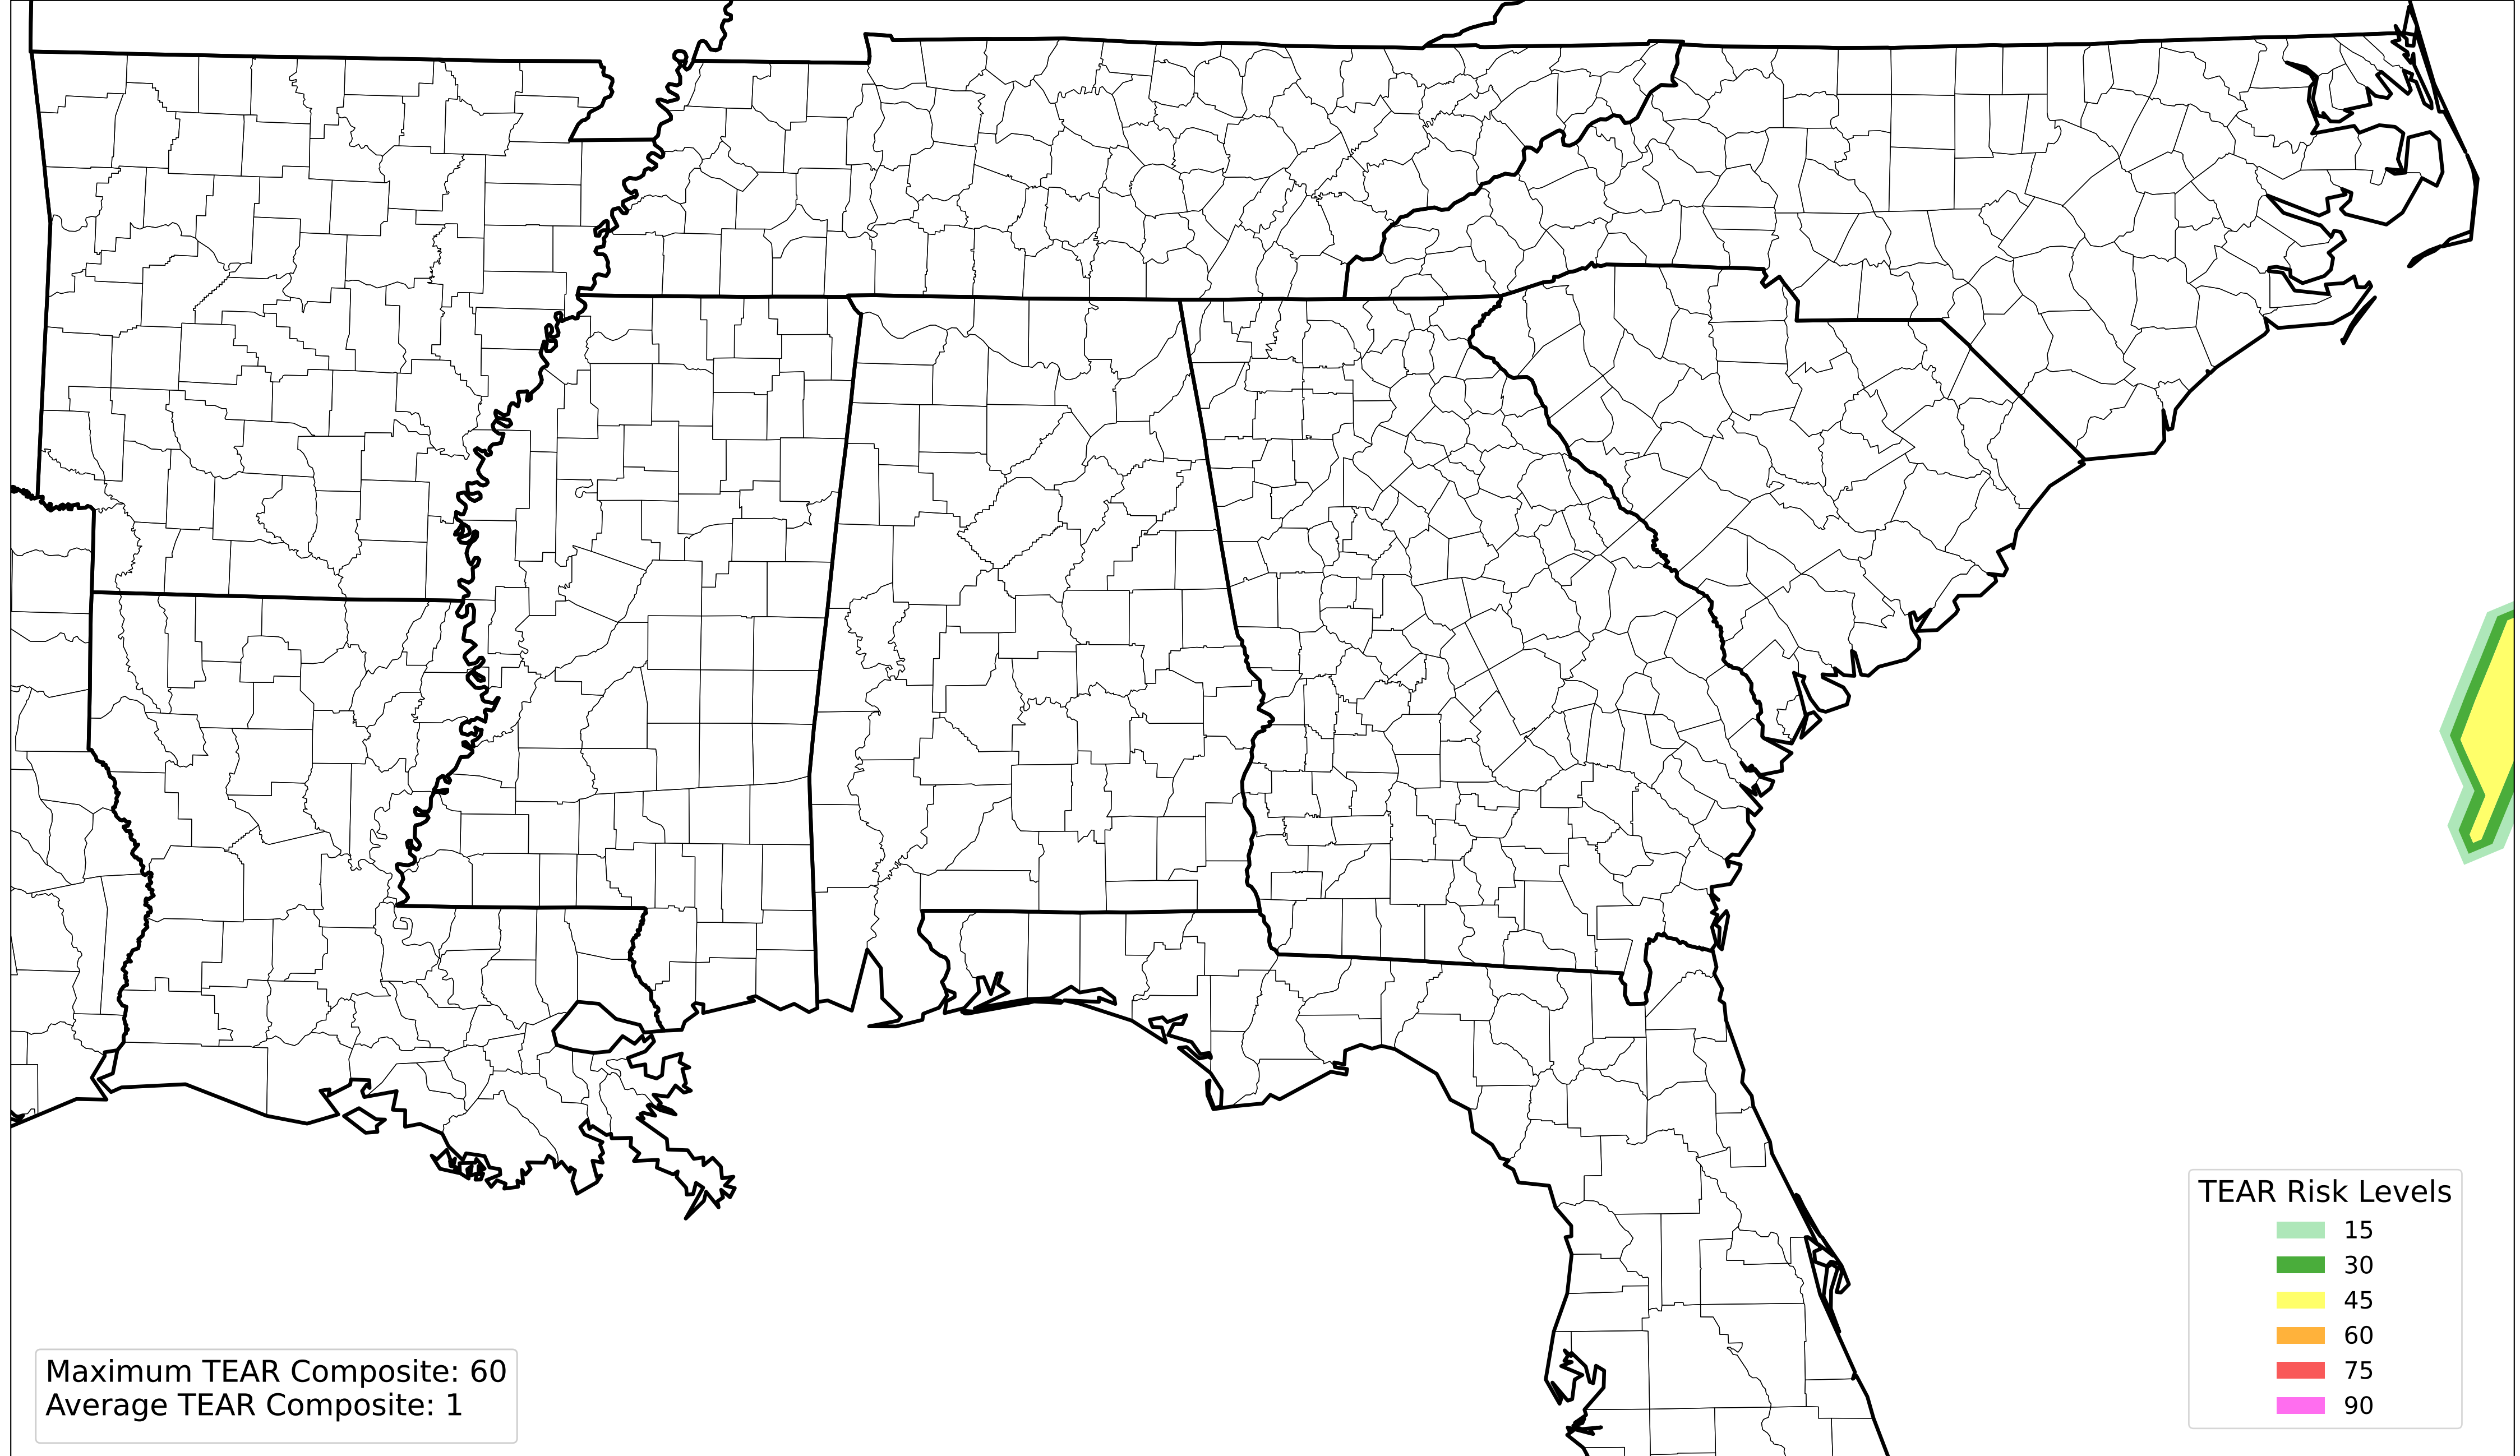 TEAR Risk Levels
15
30
45
60
75
90
Maximum TEAR Composite: 60
Average TEAR Composite: 1